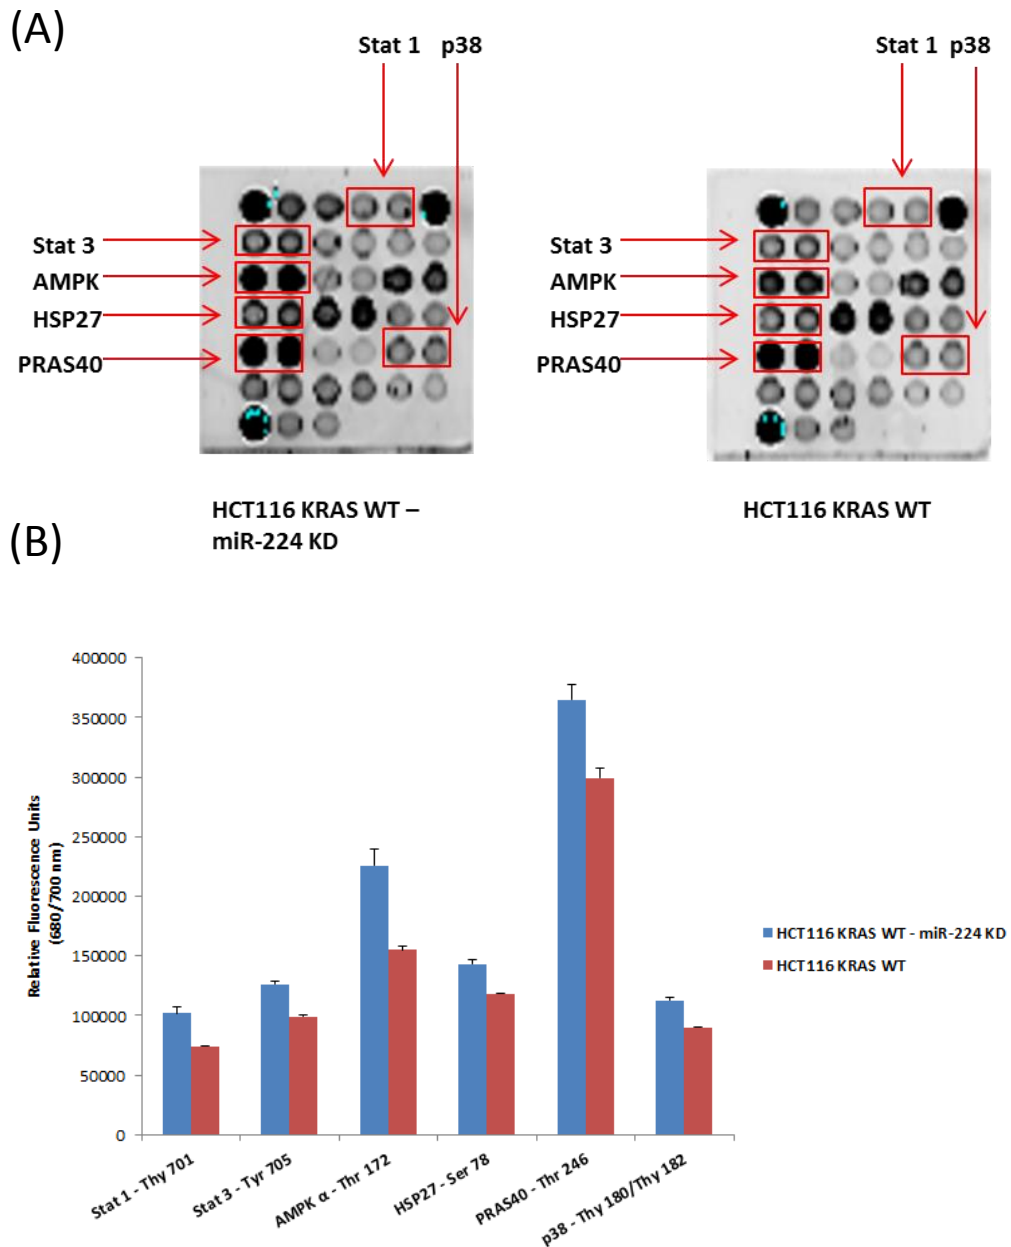 (A)
Stat 1 p38
Stat 1 p38
Stat 3
AMPK
HSP27
PRAS40
Stat 3
AMPK
HSP27
PRAS40
HCT116 KRAS WT –
miR-224 KD
HCT116 KRAS WT
(B)
400000
350000
300000
250000
200000
150000
100000
50000
0
Relative Fluorescence Units
(680/700 nm)
Stat 1 - Thy 701
Stat 3 - Tyr 705
AMPK α - Thr 172
HSP27 - Ser 78
PRAS40 - Thr 246
p38 - Thy 180/Thy 182
HCT116 KRAS WT - miR-224 KD
HCT116 KRAS WT